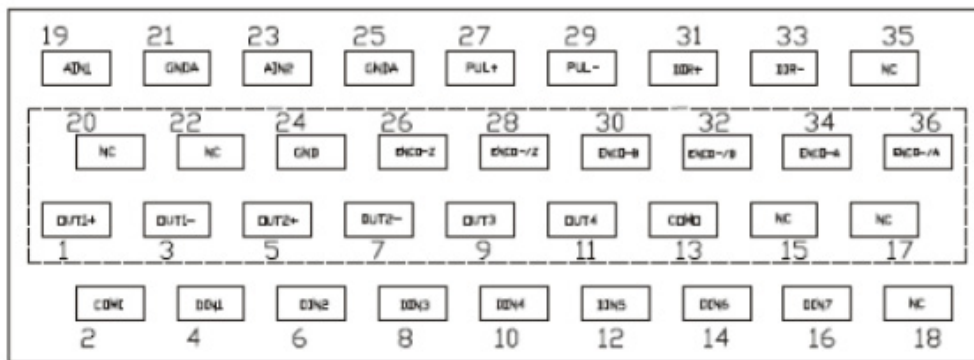 19 21 23 25 27 29 31 33 35
AIN1 GNDA AIN2 GNDA PUL+ PUL- DIR+ DIR- NC
20 22 24 26 28 30 32 34 36
NC NC GND ENCO-Z ENCO-/Z ENCO-B ENCO-/B ENCO-A ENCO-/A
OUT1+ OUT1- OUT2+ OUT2- OUT3 OUT4 COMO NC NC
1 3 5 7 9 11 13 15 17
COMI DIN1 DIN2 DIN3 DIN4 DIN5 DIN6 DIN7 NC
2 4 6 8 10 12 14 16 18